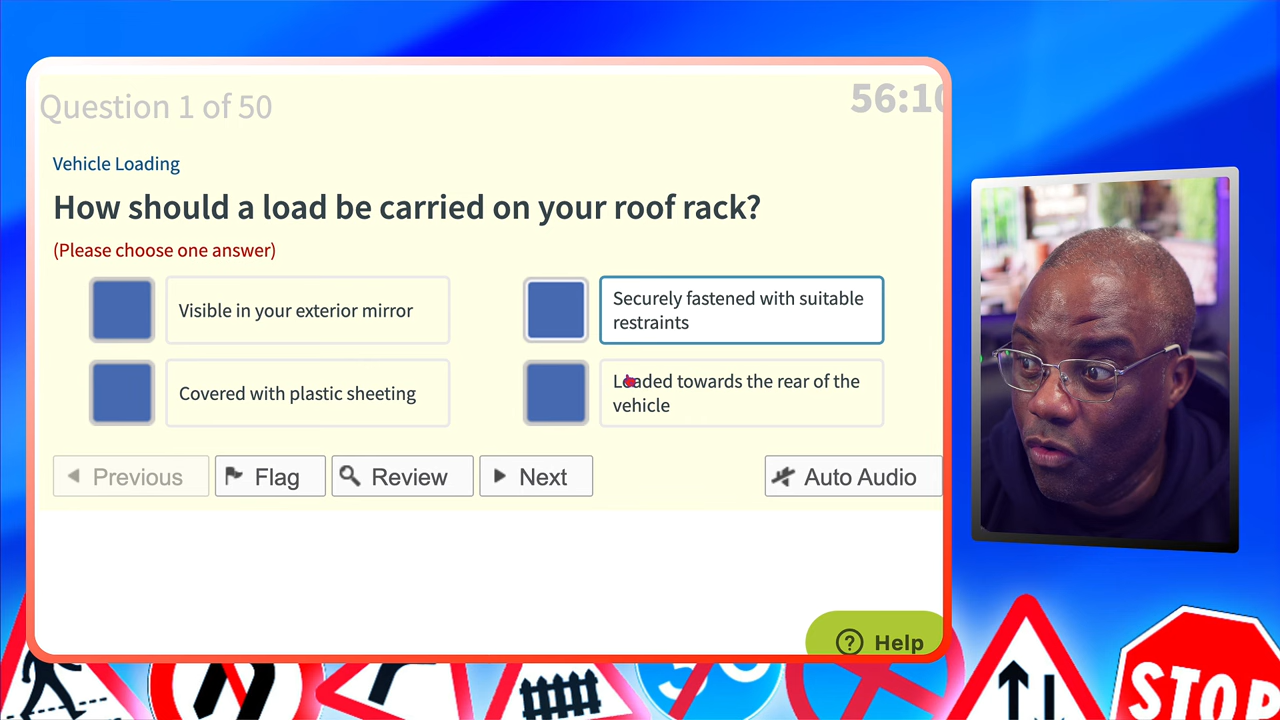 Question 1 of 50
56:10
Vehicle Loading
How should a load be carried on your roof rack?
(Please choose one answer)
Visible in your exterior mirror
Securely fastened with suitable
restraints
Covered with plastic sheeting
Loaded towards the rear of the
vehicle
Previous
Flag
Review
Next
Auto Audio
? Help
STOP